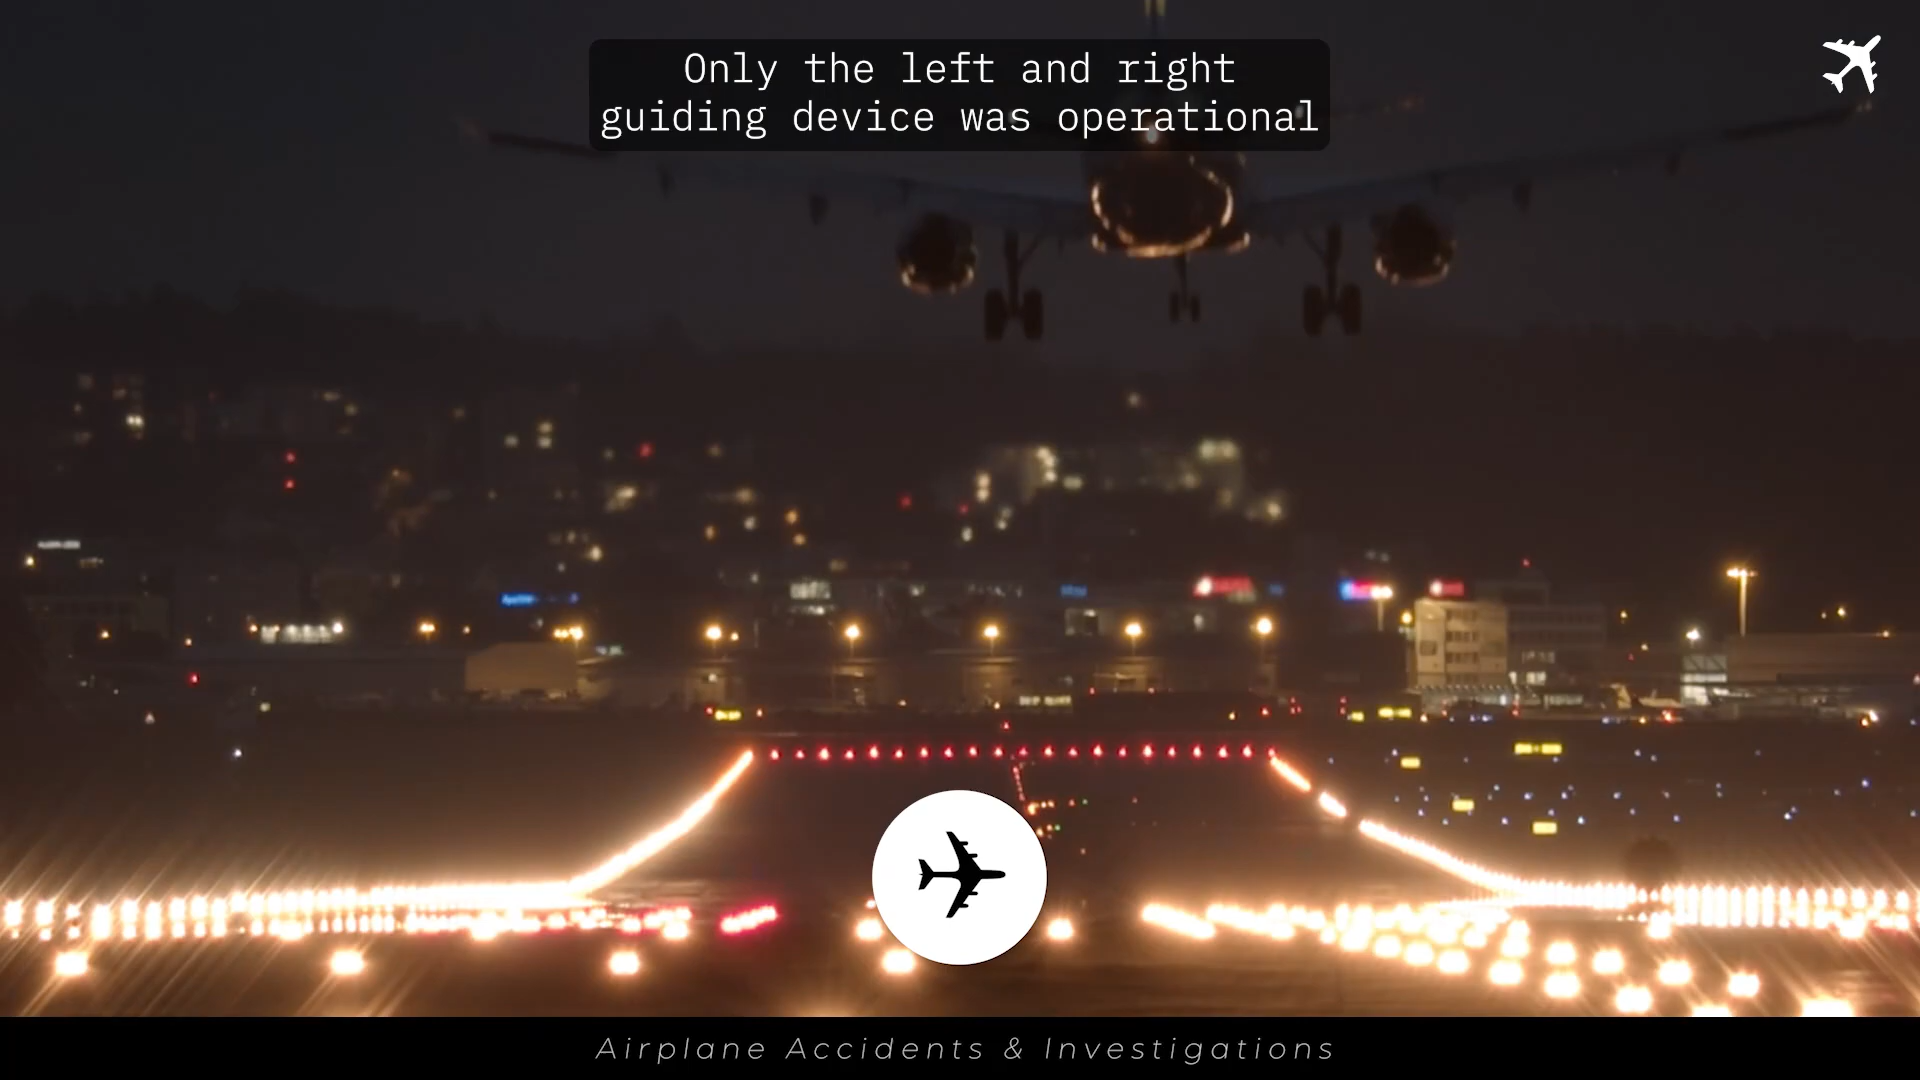 Only the left and right
guiding device was operational
Airplane Accidents & Investigations